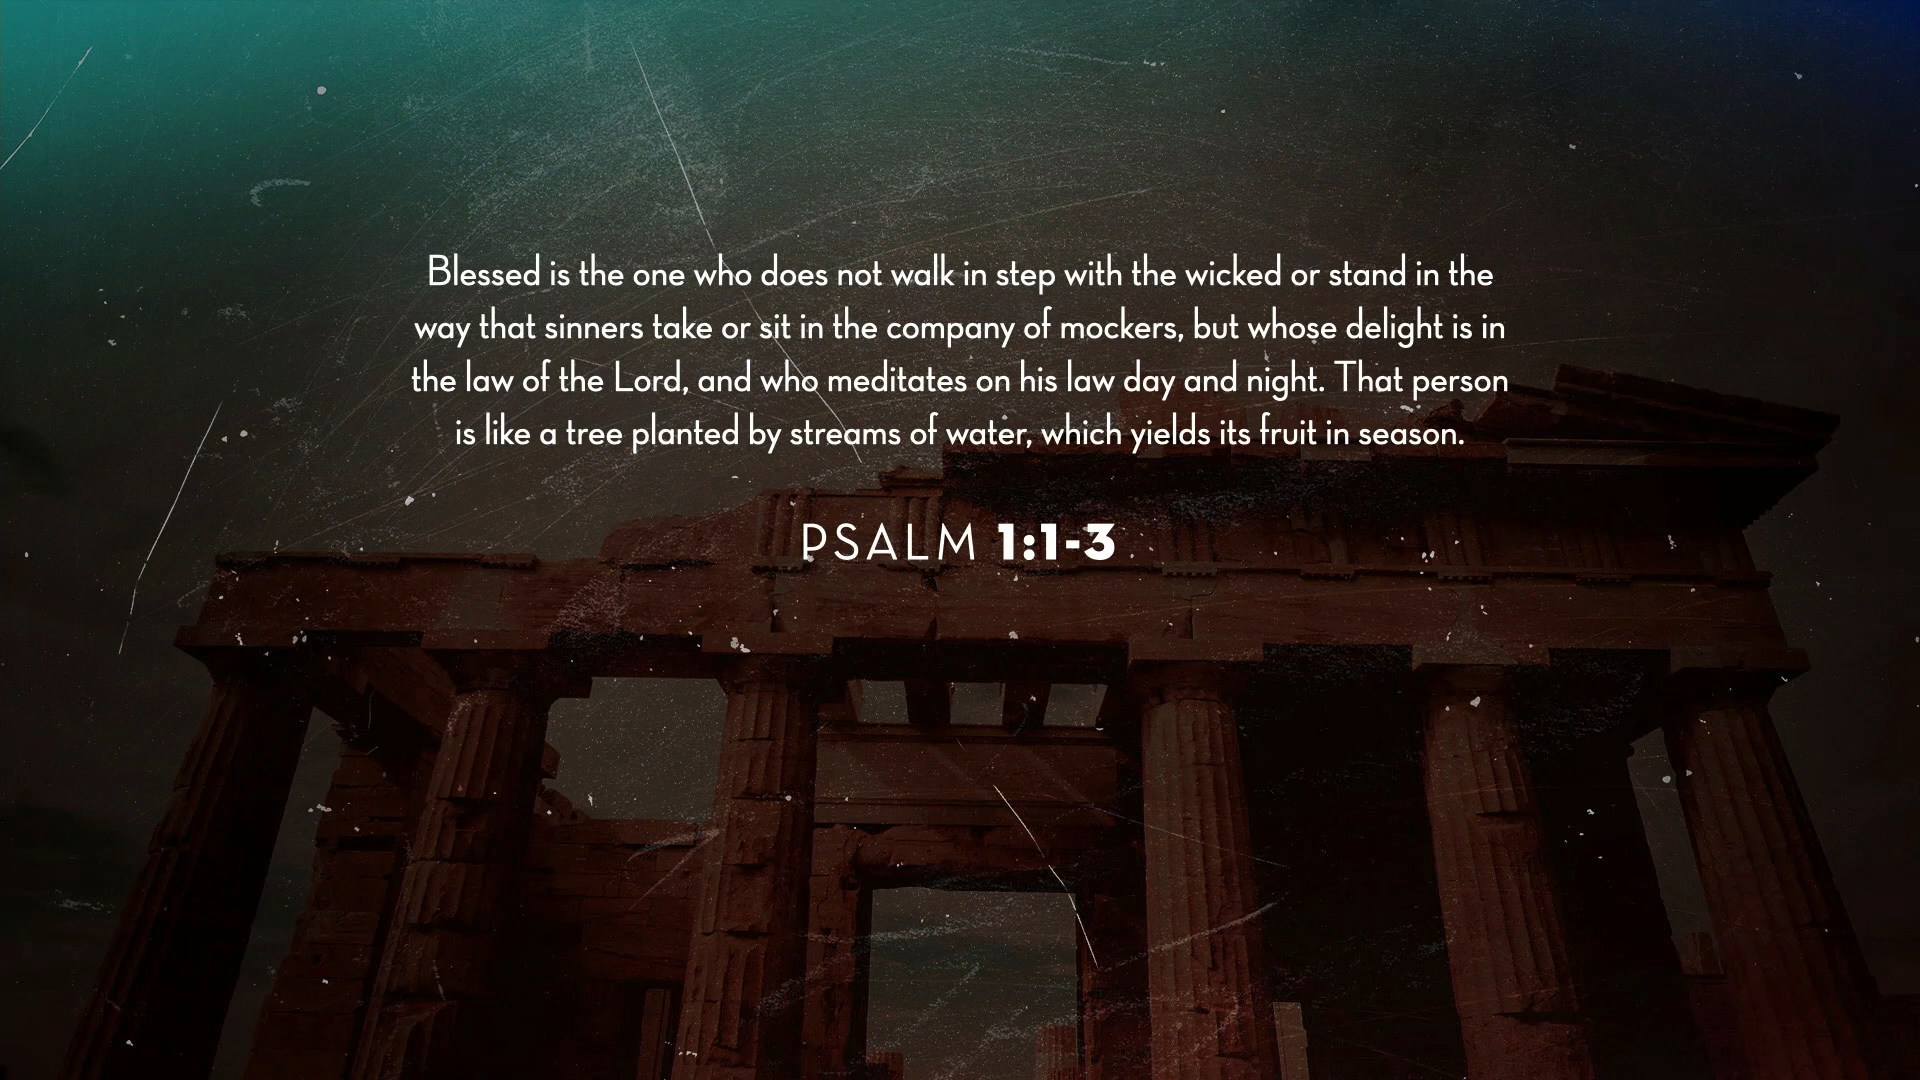 Blessed is the one who does not walk in step with the wicked or stand in the
way that sinners take or sit in the company of mockers, but whose delight is in
the law of the Lord, and who meditates on his law day and night. That person
is like a tree planted by streams of water, which yields its fruit in season.
PSALM 1:1-3